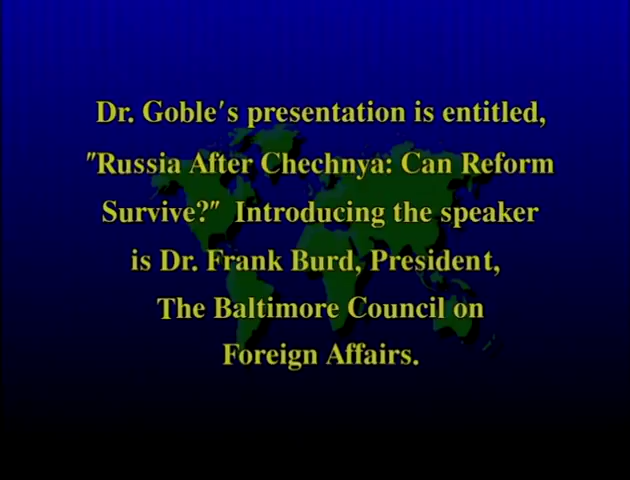 Dr. Goble's presentation is entitled,
"Russia After Chechnya: Can Reform
Survive?" Introducing the speaker
is Dr. Frank Burd, President,
The Baltimore Council on
Foreign Affairs.